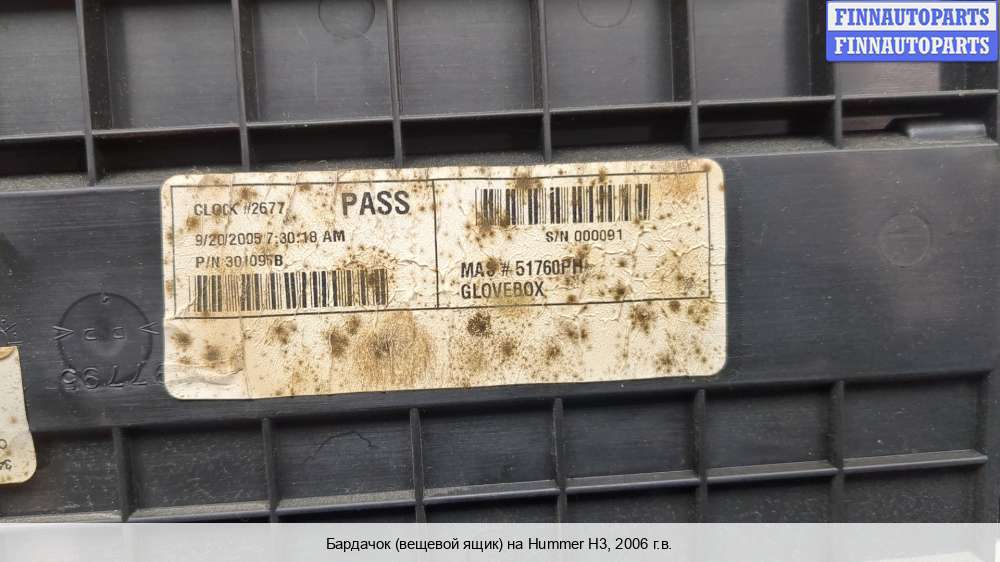 FINNAUTOPARTS
FINNAUTOPARTS
CLOCK #2677
PASS
9/20/2005 7:30:18 AM
S/N 000091
MAS # 51760PH
GLOVEBOX
Бардачок (вещевой ящик) на Hummer H3, 2006 г.в.